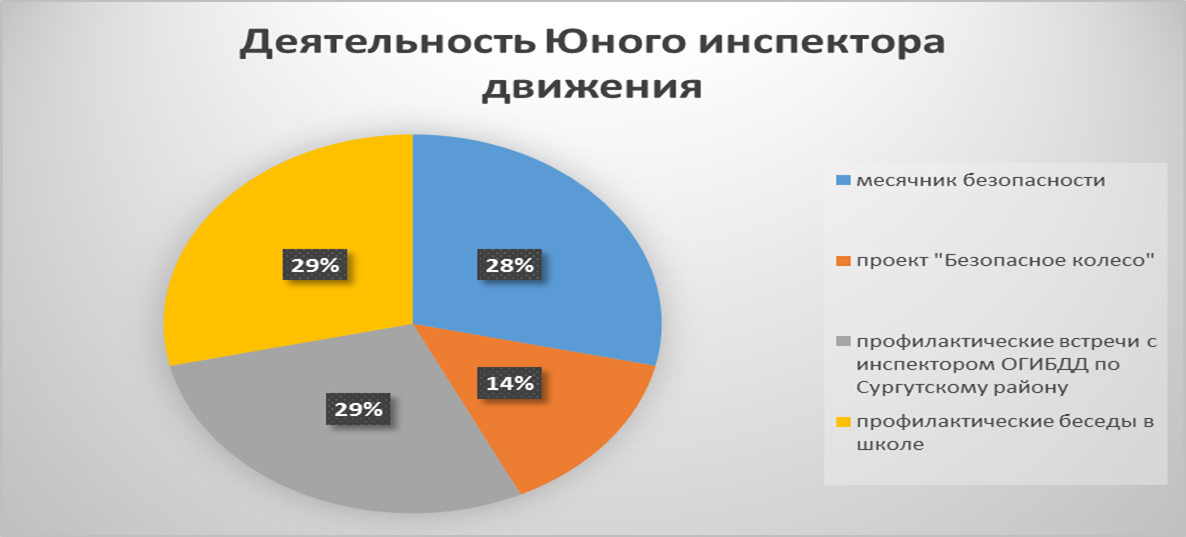 Деятельность Юного инспектора
движения
29%
28%
14%
29%
месячник безопасности
проект "Безопасное колесо"
профилактические встречи с
инспектором ОГИБДД по
Сургутскому району
профилактические беседы в
школе